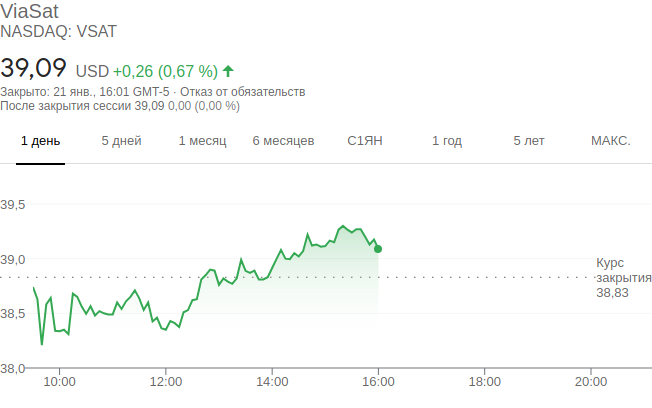 ViaSat
NASDAQ: VSAT
39,09 USD +0,26 (0,67 %)
Закрыто: 21 янв., 16:01 GMT-5 · Отказ от обязательств
После закрытия сессии 39,09 0,00 (0,00 %)
1 день 5 дней 1 месяц 6 месяцев С1ЯН 1 год 5 лет МАКС.
39,5
39,0
Курс
закрытия
38,83
38,5
38,0
10:00 12:00 14:00 16:00 18:00 20:00